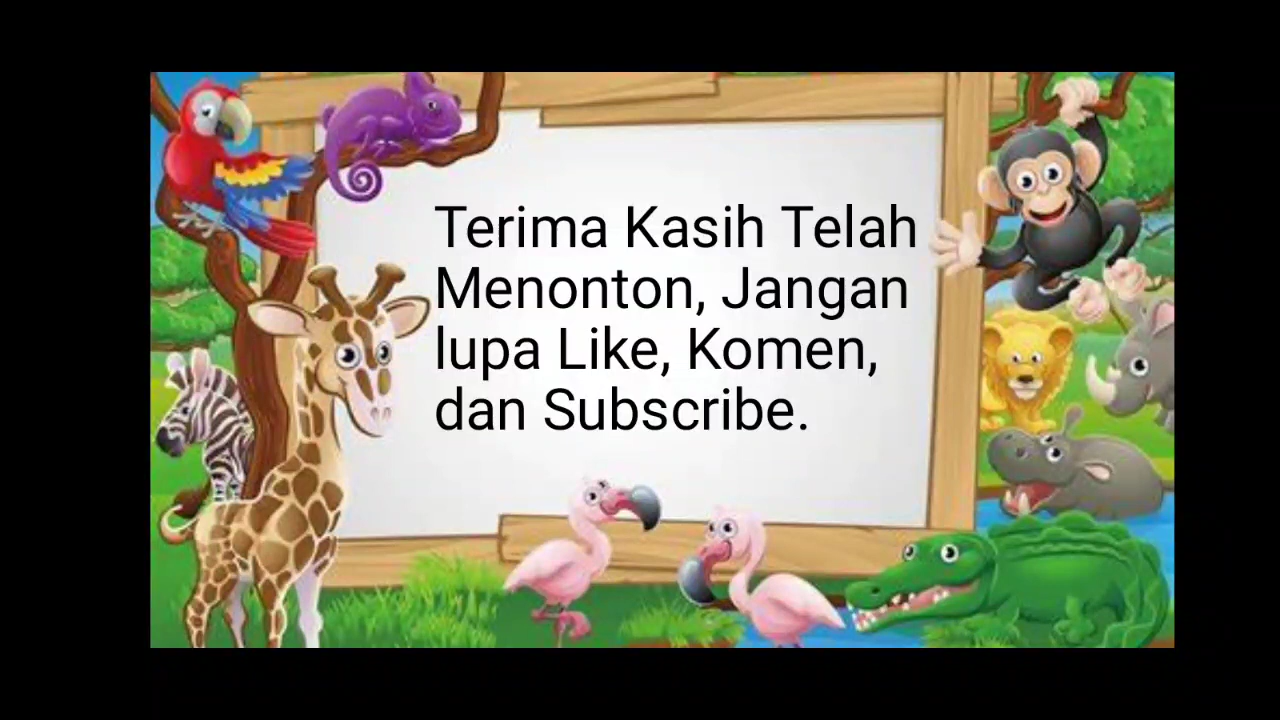 Terima Kasih Telah
Menonton, Jangan
lupa Like, Komen,
dan Subscribe.